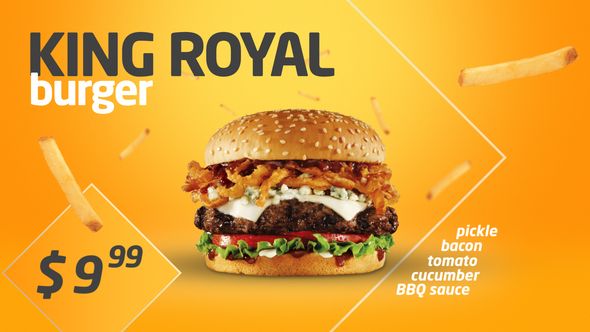 KING ROYAL
burger
$ 9 99
pickle
bacon
tomato
cucumber
BBQ sauce